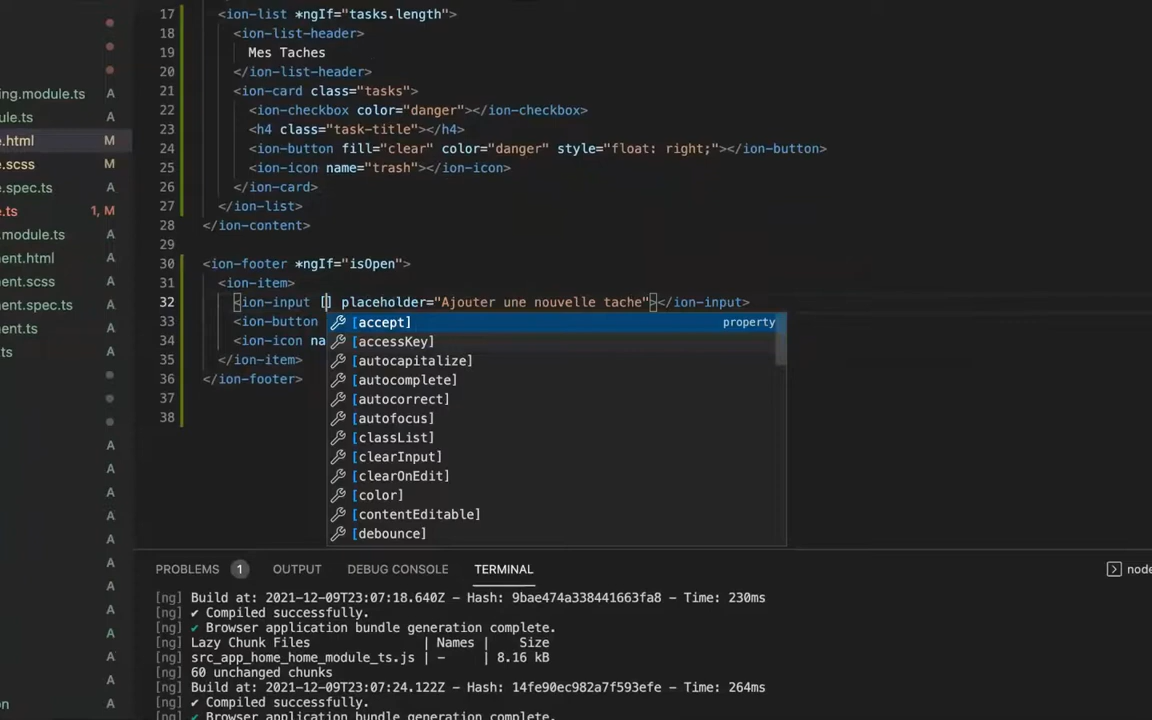 17 <ion-list *ngIf="tasks.length">
18 <ion-list-header>
19 Mes Taches
20 </ion-list-header>
21 <ion-card class="tasks">
22 <ion-checkbox color="danger"></ion-checkbox>
23 <h4 class="task-title"></h4>
24 <ion-button fill="clear" color="danger" style="float: right;"></ion-button>
25 <ion-icon name="trash"></ion-icon>
26 </ion-card>
27 </ion-list>
28 </ion-content>
29
30 <ion-footer *ngIf="isOpen">
31 <ion-item>
32 <ion-input [] placeholder="Ajouter une nouvelle tache"></ion-input>
33 <ion-button
34 <ion-icon na
35 </ion-item>
36 </ion-footer>
37
38
ing.module.ts A
ule.ts A
e.html M
e.scss M
e.spec.ts A
e.ts 1, M
.module.ts A
ent.html A
ent.scss A
ent.spec.ts A
ent.ts A
ts A
A
A
A
A
A
A
A
A
A
A
A
on A
[accept] property
[accessKey]
[autocapitalize]
[autocomplete]
[autocorrect]
[autofocus]
[classList]
[clearInput]
[clearOnEdit]
[color]
[contentEditable]
[debounce]
PROBLEMS 1 OUTPUT DEBUG CONSOLE TERMINAL node
[ng] Build at: 2021-12-09T23:07:18.640Z - Hash: 9bae474a338441663fa8 - Time: 230ms
[ng] ✔ Compiled successfully.
[ng] ✔ Browser application bundle generation complete.
[ng] Lazy Chunk Files | Names | Size
[ng] src_app_home_home_module_ts.js | - | 8.16 kB
[ng] 60 unchanged chunks
[ng] Build at: 2021-12-09T23:07:24.122Z - Hash: 14fe90ec982a7f593efe - Time: 264ms
[ng] ✔ Compiled successfully.
[ng] ✔ Browser application bundle generation complete.